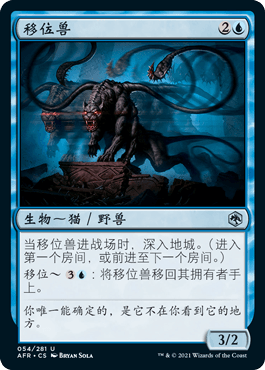 移位兽 2
生物～猫／野兽
当移位兽进战场时，深入地城。（进入
第一个房间，或前进至下一个房间。）
移位～3：将移位兽移回其拥有者手
上。
你唯一能确定的，是它不在你看到它的地
方。
3/2
054/281 U
AFR • CS BRYAN SOLA
™ & © 2021 Wizards of the Coast